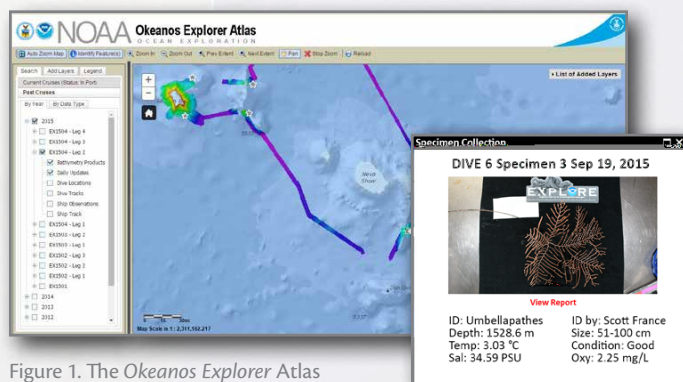 NOAA Okeanos Explorer Atlas
OCEAN EXPLORATION
Auto Zoom Map Identify Feature(s) Zoom In Zoom Out Prev Extent Next Extent Pan Stop Zoom Reload
Search Add Layers Legend
Current Cruises (Status: In Port)
Past Cruises
By Year By Data Type
2015
EX1504 - Leg 4
EX1504 - Leg 3
EX1504 - Leg 2
Bathymetry Products
Daily Updates
Dive Locations
Dive Tracks
Ship Observations
Ship Track
EX1504 - Leg 1
EX1503 - Leg 2
EX1503 - Leg 1
EX1502 - Leg 3
EX1502 - Leg 2
EX1502 - Leg 1
EX1501
2014
2013
2012
+
−
List of Added Layers
Map Scale is 1 : 2,311,162.217
Specimen Collection
DIVE 6 Specimen 3 Sep 19, 2015
EXPLORE
View Report
ID: Umbellapathes ID by: Scott France
Depth: 1528.6 m Size: 51-100 cm
Temp: 3.03 °C Condition: Good
Sal: 34.59 PSU Oxy: 2.25 mg/L
Figure 1. The Okeanos Explorer Atlas